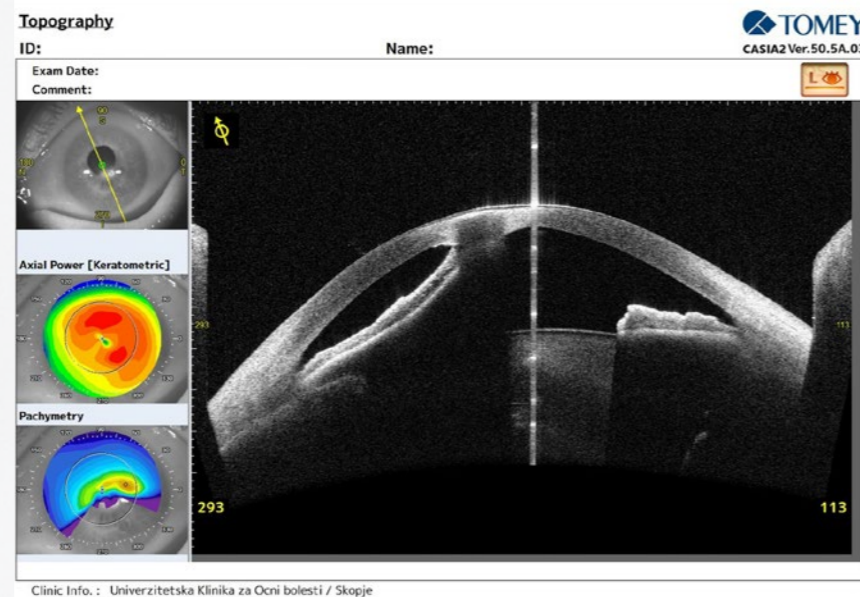 Topography
TOMEY
ID:
Name:
CASIA2 Ver.50.5A.03
Exam Date:
Comment:
L
Axial Power [Keratometric]
Pachymetry
293
113
293
113
Clinic Info. : Univerzitetska Klinika za Ocni bolesti / Skopje